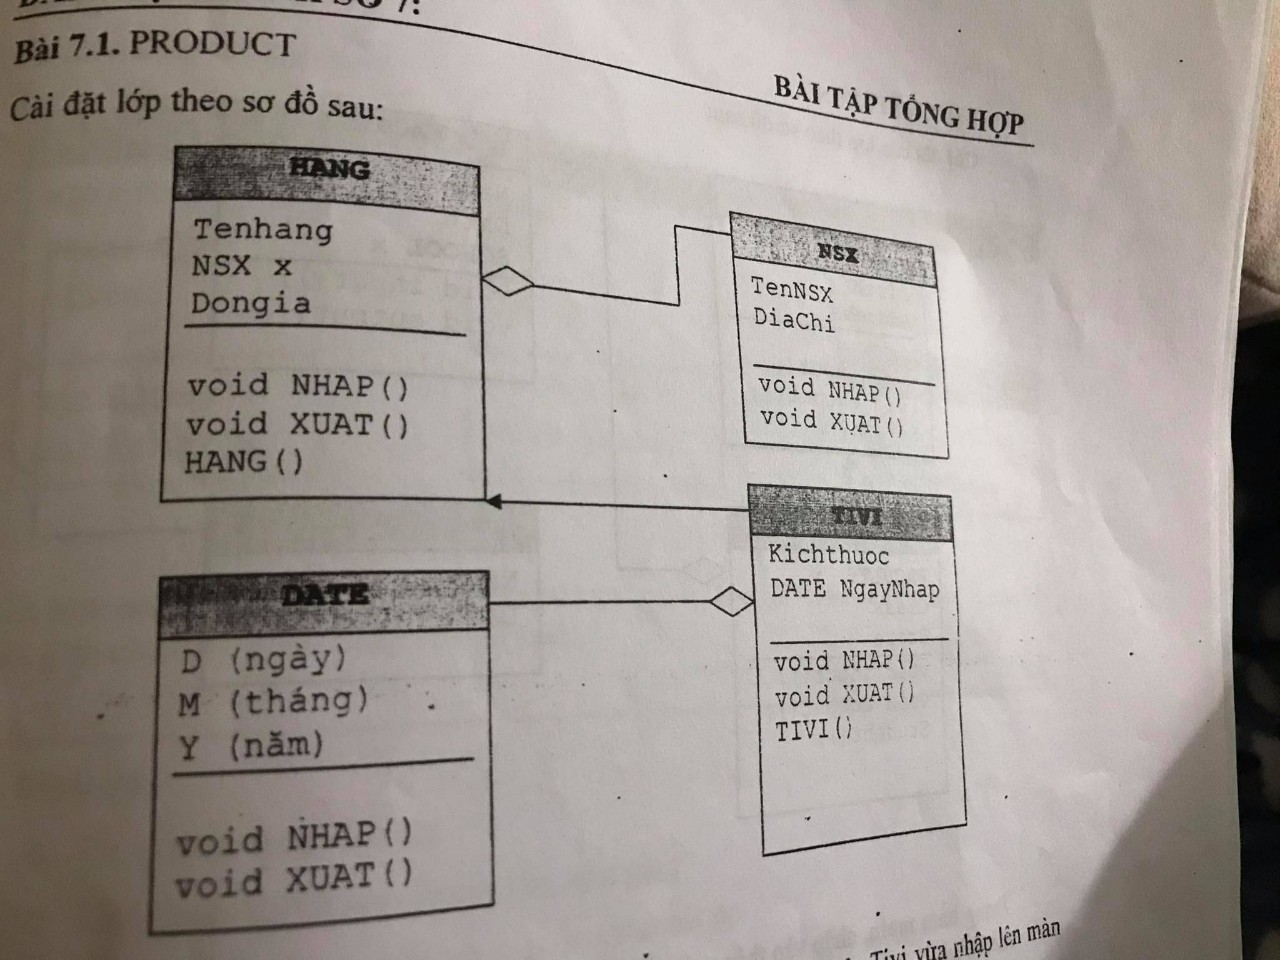 Bài 7.1. PRODUCT
BÀI TẬP TỔNG HỢP
Cài đặt lớp theo sơ đồ sau:
HANG
Tenhang
NSX x
Dongia
void NHAP()
void XUAT()
HANG()
NSX
TenNSX
DiaChi
void NHAP()
void XUAT()
TIVI
Kichthuoc
DATE NgayNhap
void NHAP()
void XUAT()
TIVI()
DATE
D (ngày)
M (tháng)
Y (năm)
void NHAP()
void XUAT()
Tivi vừa nhập lên màn